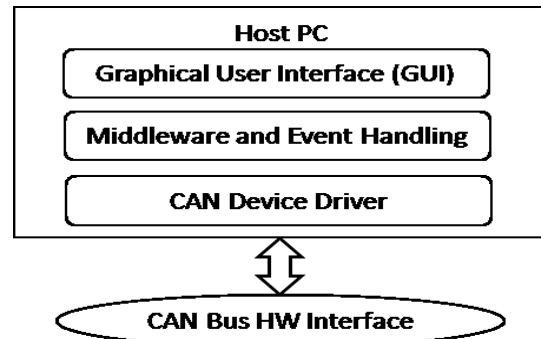 Host PC
Graphical User Interface (GUI)
Middleware and Event Handling
CAN Device Driver
CAN Bus HW Interface